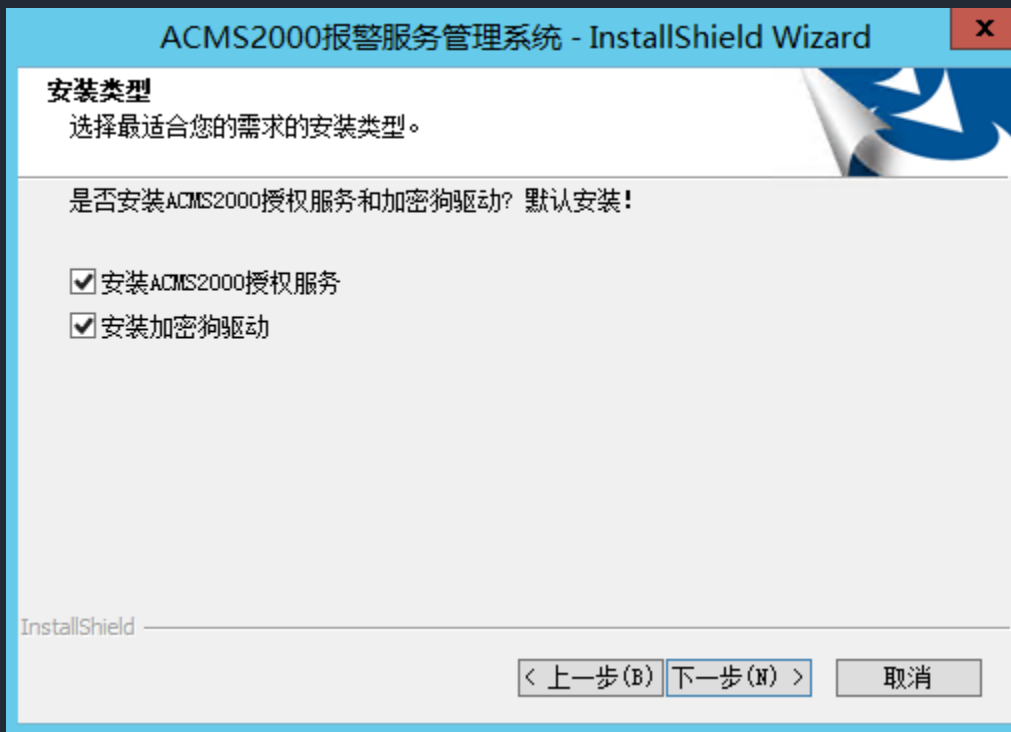 ACMS2000报警服务管理系统 - InstallShield Wizard
x
安装类型
选择最适合您的需求的安装类型。
是否安装ACMS2000授权服务和加密狗驱动? 默认安装!
安装ACMS2000授权服务
安装加密狗驱动
InstallShield
< 上一步(B) 下一步(N) > 取消